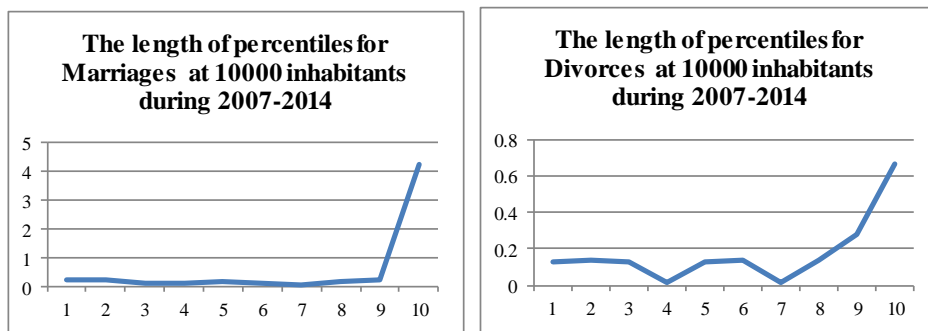 The length of percentiles for
Marriages at 10000 inhabitants
during 2007-2014
5
4
3
2
1
0
1 2 3 4 5 6 7 8 9 10
The length of percentiles for
Divorces at 10000 inhabitants
during 2007-2014
0.8
0.6
0.4
0.2
0
1 2 3 4 5 6 7 8 9 10